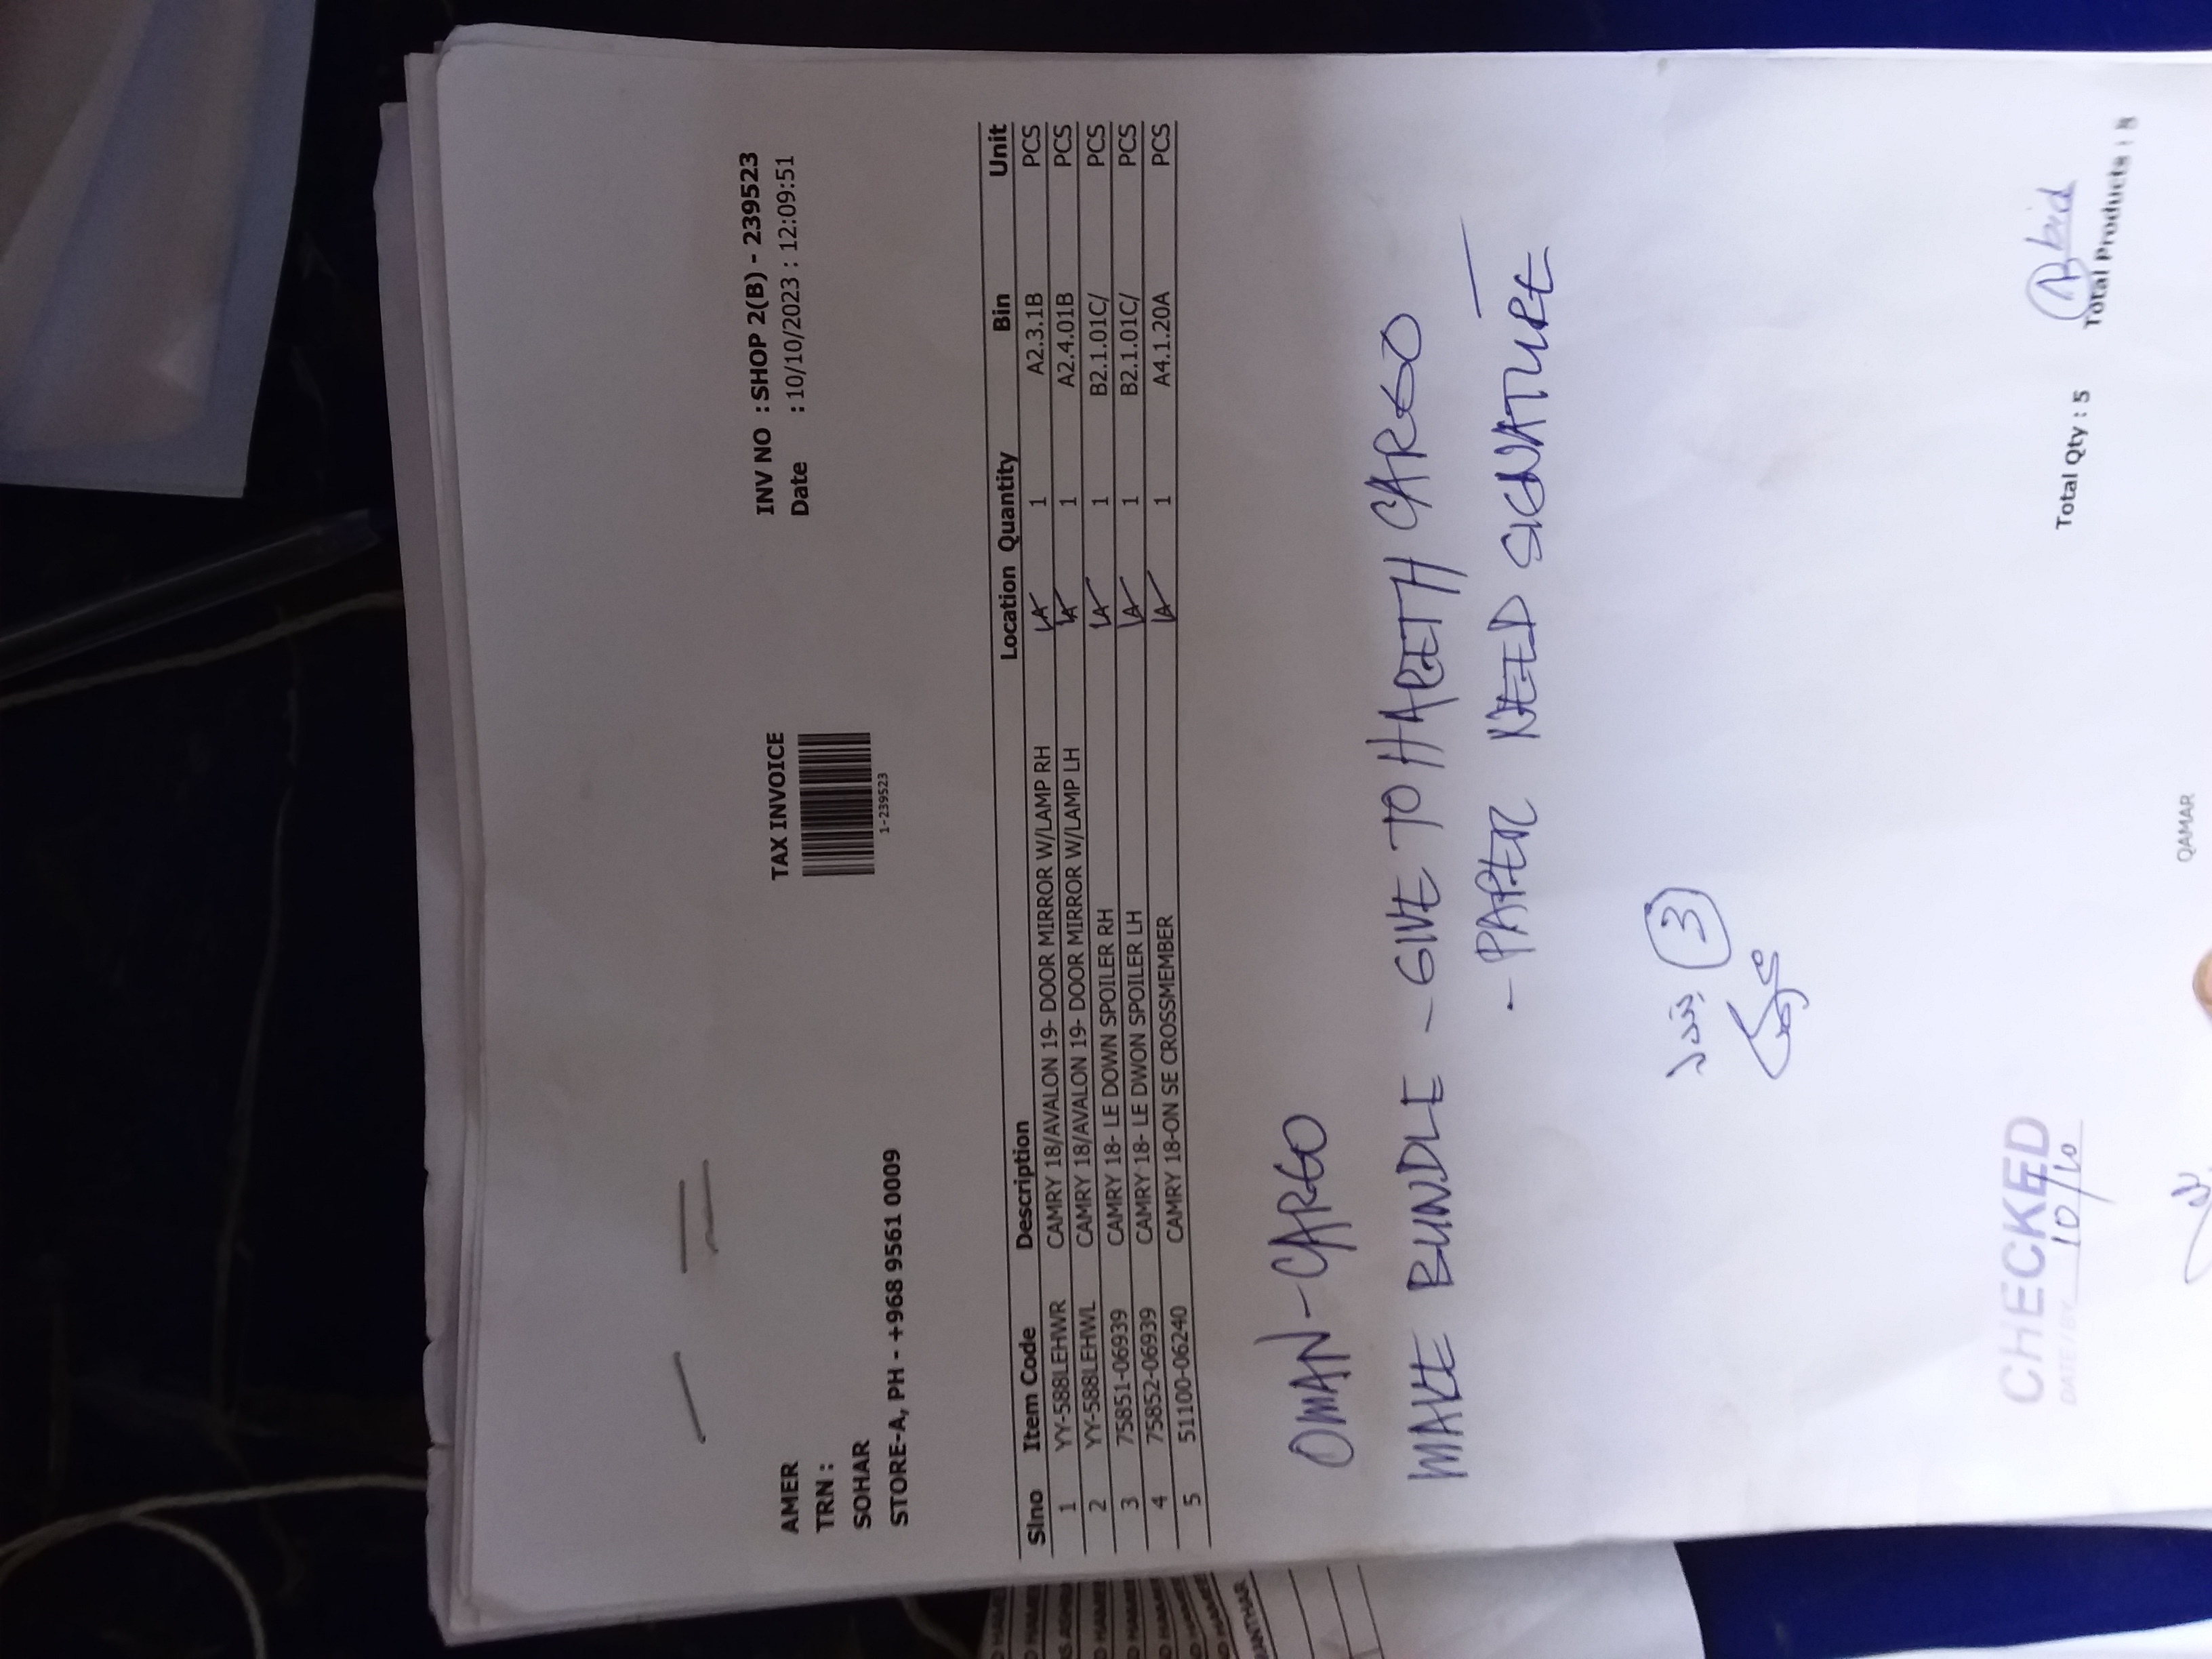 TAX INVOICE
1-239523
INV NO : SHOP 2(B) - 239523
Date : 10/10/2023 : 12:09:51
AMER
TRN :
SOHAR
STORE-A, PH - +968 9561 0009
Slno Item Code Description Location Quantity Bin Unit
1 YY-588LEHWR CAMRY 18/AVALON 19- DOOR MIRROR W/LAMP RH A 1 A2.3.1B PCS
2 YY-588LEHWL CAMRY 18/AVALON 19- DOOR MIRROR W/LAMP LH A 1 A2.4.01B PCS
3 75851-06939 CAMRY 18- LE DOWN SPOILER RH A 1 B2.1.01C/ PCS
4 75852-06939 CAMRY 18- LE DWON SPOILER LH A 1 B2.1.01C/ PCS
5 51100-06240 CAMRY 18-ON SE CROSSMEMBER A 1 A4.1.20A PCS
OMAN-CARGO
MAKE BUNDLE - GIVE TO HARETH CARGO
- PAPER NEED SIGNATURE
3
CHECKED
DATE/BY 10/10
Abid
Total Qty : 5 Total Products : 5
QAMAR